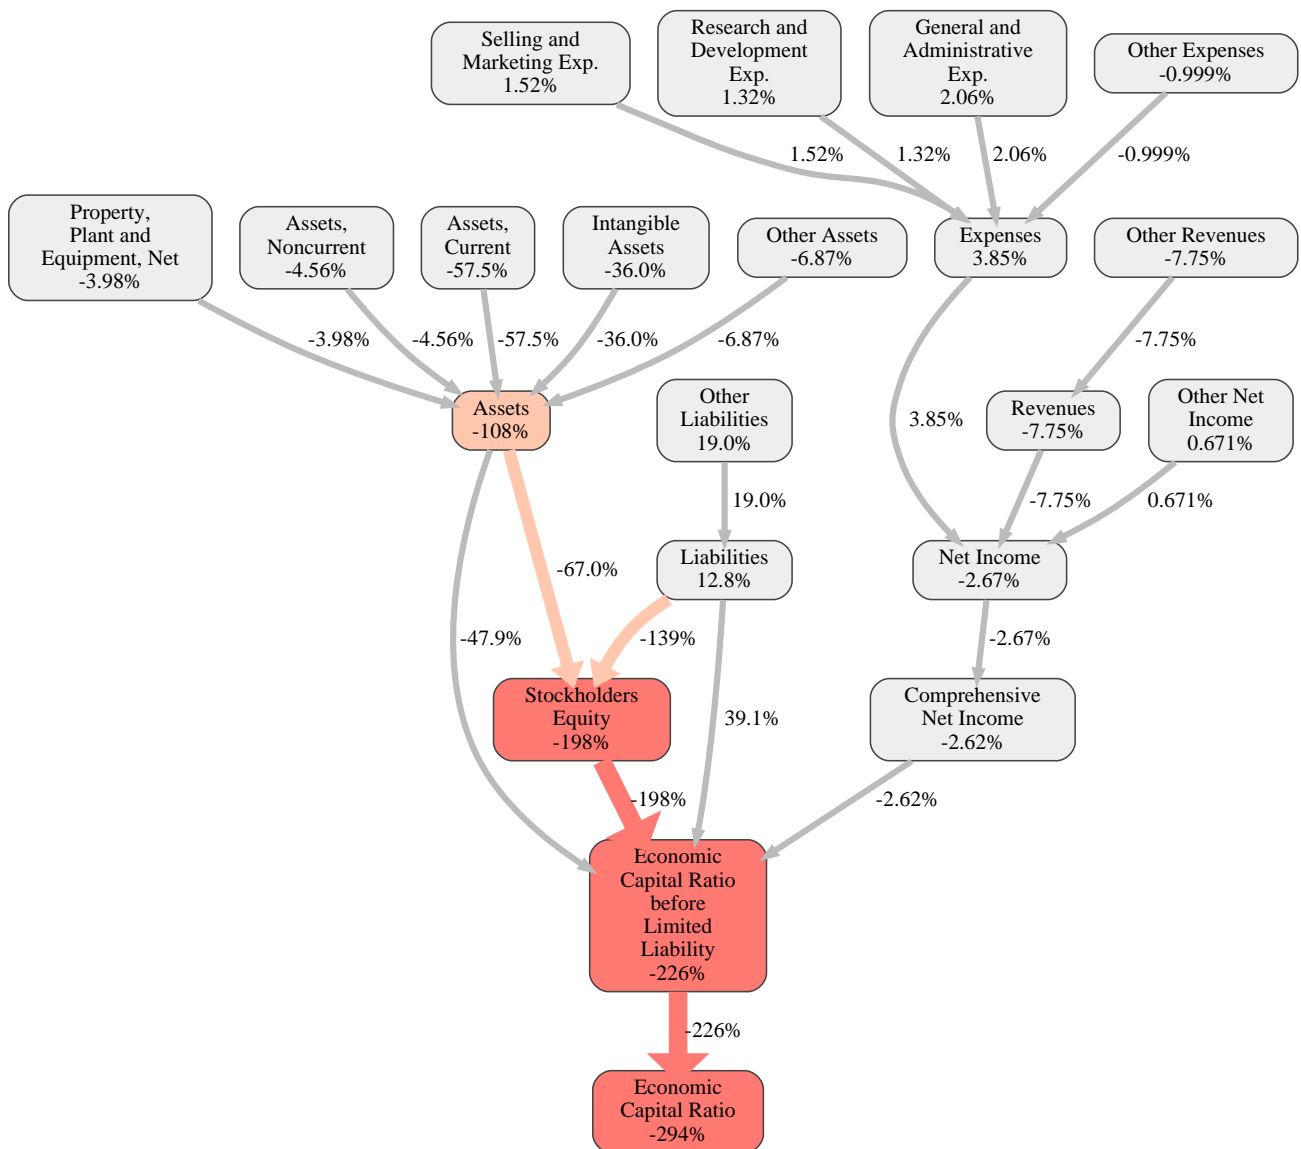 Selling and
Marketing Exp.
1.52%
Research and
Development
Exp.
1.32%
General and
Administrative
Exp.
2.06%
Other Expenses
-0.999%
1.52%
1.32%
2.06%
-0.999%
Property,
Plant and
Equipment, Net
-3.98%
Assets,
Noncurrent
-4.56%
Assets,
Current
-57.5%
Intangible
Assets
-36.0%
Other Assets
-6.87%
Expenses
3.85%
Other Revenues
-7.75%
-3.98%
-4.56%
-57.5%
-36.0%
-6.87%
-7.75%
Assets
-108%
Other
Liabilities
19.0%
3.85%
Revenues
-7.75%
Other Net
Income
0.671%
19.0%
-7.75%
0.671%
-67.0%
Liabilities
12.8%
Net Income
-2.67%
-47.9%
-139%
-2.67%
Stockholders
Equity
-198%
39.1%
Comprehensive
Net Income
-2.62%
-198%
-2.62%
Economic
Capital Ratio
before
Limited
Liability
-226%
-226%
Economic
Capital Ratio
-294%